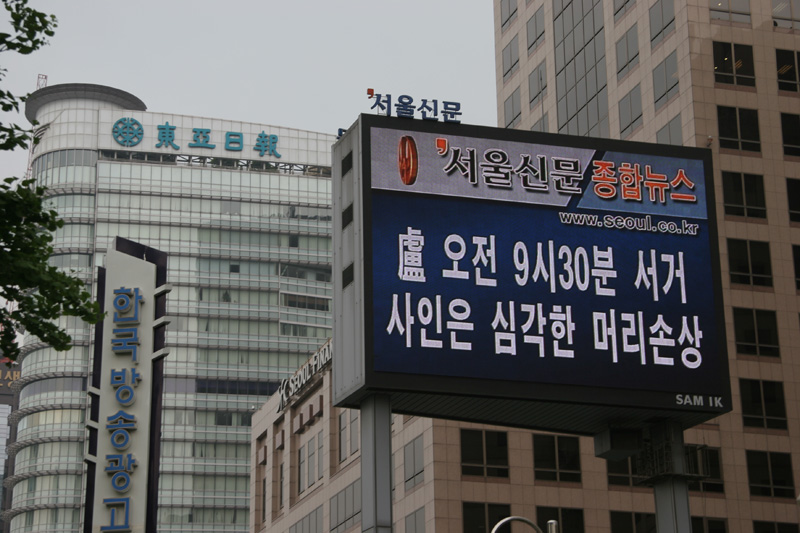 東亞日報
'서울신문
'서울신문 종합뉴스
www.seoul.co.kr
盧 오전 9시30분 서거
사인은 심각한 머리손상
SAM IK
한국방송광고
SEOUL FINAN